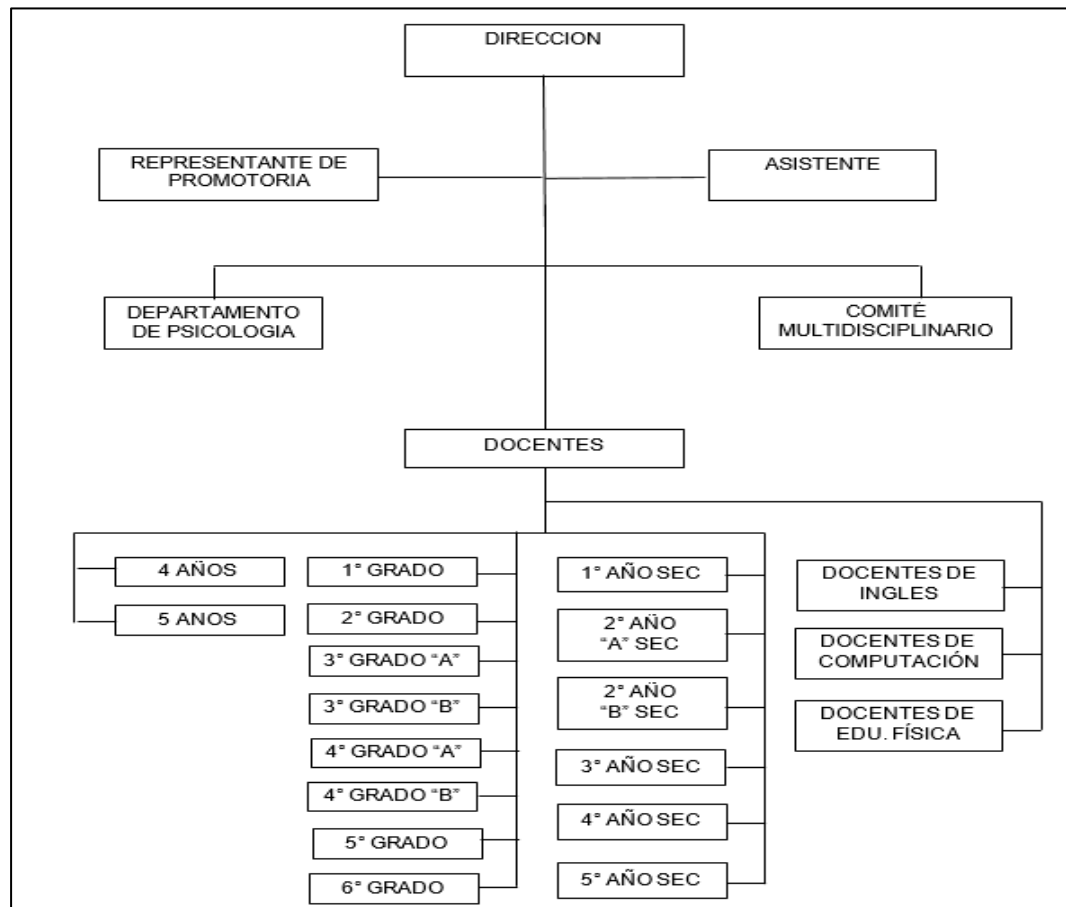 DIRECCION
REPRESENTANTE DE
PROMOTORIA
ASISTENTE
DEPARTAMENTO
DE PSICOLOGIA
COMITÉ
MULTIDISCIPLINARIO
DOCENTES
4 AÑOS
5 ANOS
1° GRADO
2° GRADO
3° GRADO "A"
3° GRADO "B"
4° GRADO "A"
4° GRADO "B"
5° GRADO
6° GRADO
1° AÑO SEC
2° AÑO
"A" SEC
2° AÑO
"B" SEC
3° AÑO SEC
4° AÑO SEC
5° AÑO SEC
DOCENTES DE
INGLES
DOCENTES DE
COMPUTACIÓN
DOCENTES DE
EDU. FÍSICA